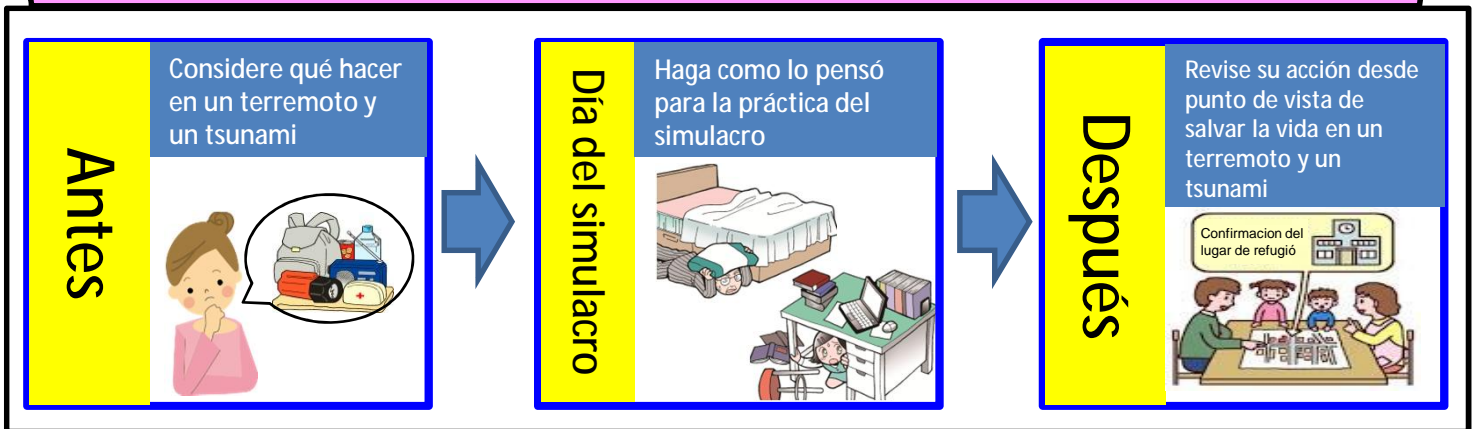 Antes
Considere qué hacer
en un terremoto y
un tsunami
Día del simulacro
Haga como lo pensó
para la práctica del
simulacro
Después
Revise su acción desde
punto de vista de
salvar la vida en un
terremoto y un
tsunami
Confirmacion del
lugar de refugió